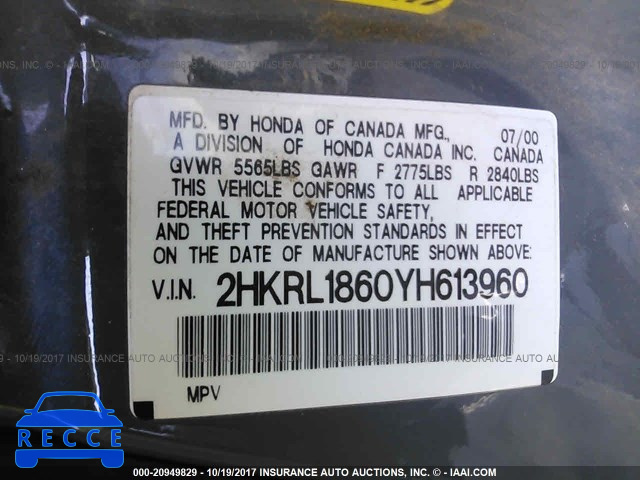 MFD. BY HONDA OF CANADA MFG., 07/00
A DIVISION OF HONDA CANADA INC. CANADA
GVWR 5565LBS GAWR F 2775LBS R 2840LBS
THIS VEHICLE CONFORMS TO ALL APPLICABLE
FEDERAL MOTOR VEHICLE SAFETY,
AND THEFT PREVENTION STANDARDS IN EFFECT
ON THE DATE OF MANUFACTURE SHOWN ABOVE:
V.I.N. 2HKRL1860YH613960
MPV
RECCE
000-20949829 - 10/19/2017 INSURANCE AUTO AUCTIONS, INC. © - IAAI.COM